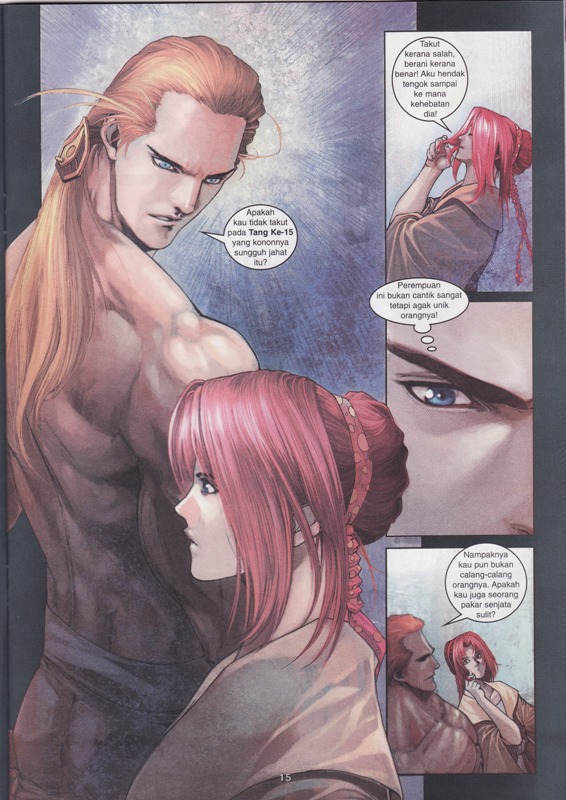 Apakah
kau tidak takut
pada Tang Ke-15
yang kononnya
sungguh jahat
itu?
Takut
kerana salah,
berani kerana
benar! Aku hendak
tengok sampai
ke mana
kehebatan
dia!
Perempuan
ini bukan cantik sangat
tetapi agak unik
orangnya!
Nampaknya
kau pun bukan
calang-calang
orangnya. Apakah
kau juga seorang
pakar senjata
sulit?
15